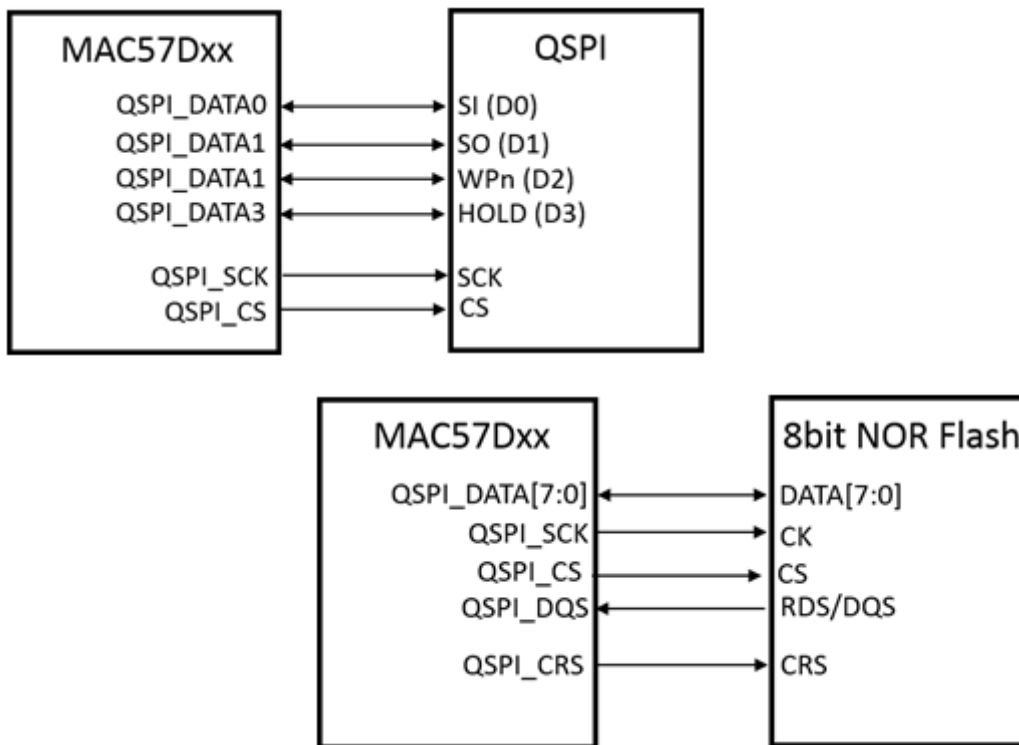 MAC57Dxx
QSPI
QSPI_DATA0
SI (D0)
QSPI_DATA1
SO (D1)
QSPI_DATA1
WPn (D2)
QSPI_DATA3
HOLD (D3)
QSPI_SCK
SCK
QSPI_CS
CS
MAC57Dxx
8bit NOR Flash
QSPI_DATA[7:0]
DATA[7:0]
QSPI_SCK
CK
QSPI_CS
CS
QSPI_DQS
RDS/DQS
QSPI_CRS
CRS